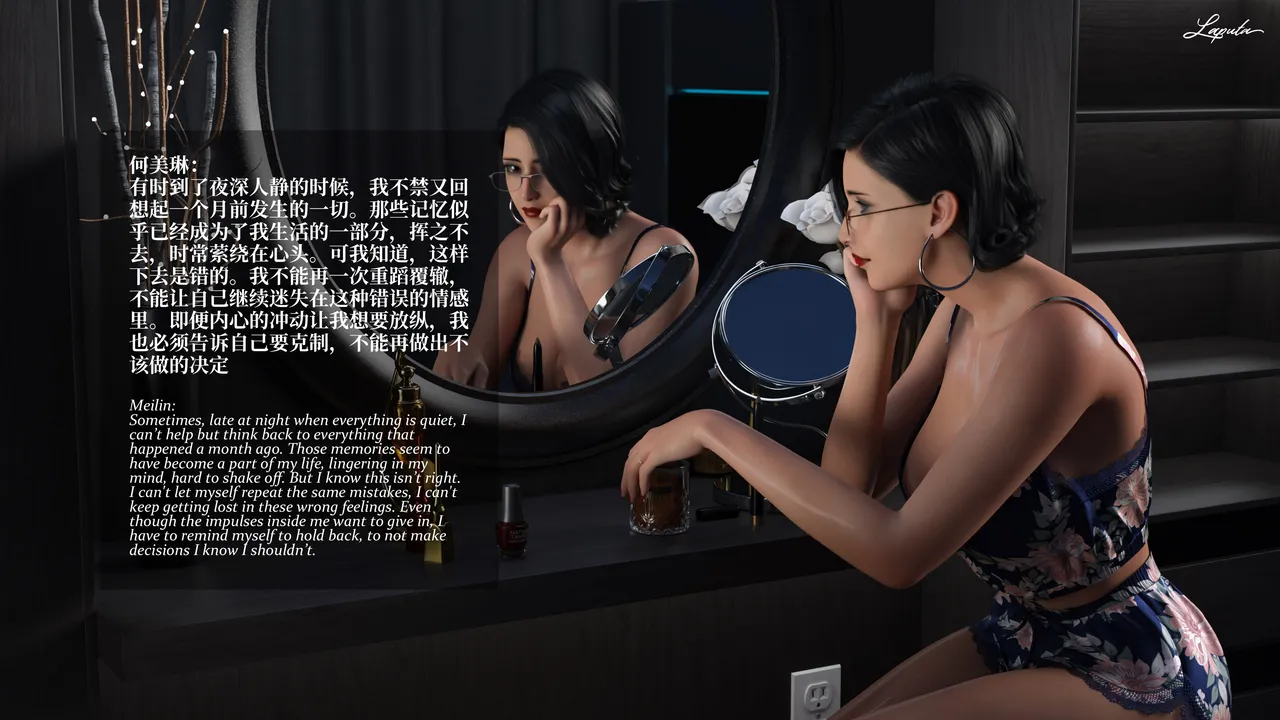 Laputa
何美琳：
有时到了夜深人静的时候，我不禁又回
想起一个月前发生的一切。那些记忆似
乎已经成为了我生活的一部分，挥之不
去，时常萦绕在心头。可我知道，这样
下去是错的。我不能再一次重蹈覆辙，
不能让自己继续迷失在这种错误的情感
里。即便内心的冲动让我想要放纵，我
也必须告诉自己要克制，不能再做出不
该做的决定
Meilin:
Sometimes, late at night when everything is quiet, I
can't help but think back to everything that
happened a month ago. Those memories seem to
have become a part of my life, lingering in my
mind, hard to shake off. But I know this isn't right.
I can't let myself repeat the same mistakes, I can't
keep getting lost in these wrong feelings. Even
though the impulses inside me want to give in, I
have to remind myself to hold back, to not make
decisions I know I shouldn't.